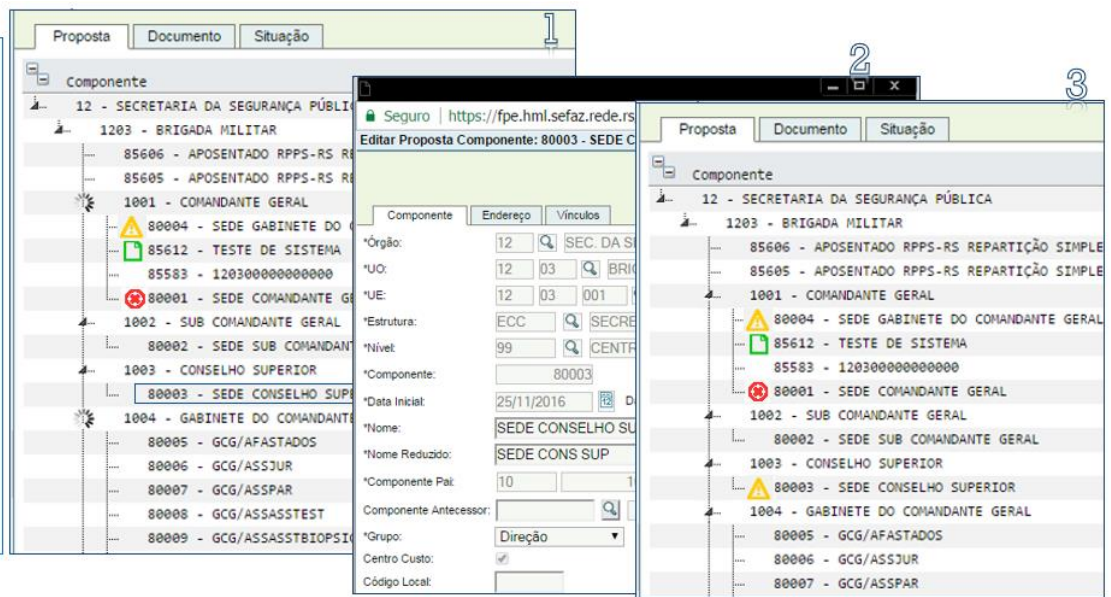 1
Proposta Documento Situação
Componente
12 - SECRETARIA DA SEGURANÇA PÚBLIC
1203 - BRIGADA MILITAR
85606 - APOSENTADO RPPS-RS RE
85605 - APOSENTADO RPPS-RS RE
1001 - COMANDANTE GERAL
80004 - SEDE GABINETE DO
85612 - TESTE DE SISTEMA
85583 - 120300000000000
80001 - SEDE COMANDANTE GE
1002 - SUB COMANDANTE GERAL
80002 - SEDE SUB COMANDAN
1003 - CONSELHO SUPERIOR
80003 - SEDE CONSELHO SUPE
1004 - GABINETE DO COMANDANTE
80005 - GCG/AFASTADOS
80006 - GCG/ASSJUR
80007 - GCG/ASSPAR
80008 - GCG/ASSASSTEST
80009 - GCG/ASSASSTBIOPSIC
2
Seguro https://fpe.hml.sefaz.rede.rs
Editar Proposta Componente: 80003 - SEDE C
Componente Endereço Vínculos
*Órgão: 12 SEC. DA S
*UO: 12 03 BRIG
*UE: 12 03 001
*Estrutura: ECC SECRE
*Nível: 99 CENTR
*Componente: 80003
*Data Inicial: 25/11/2016 12 D
*Nome: SEDE CONSELHO SU
*Nome Reduzido: SEDE CONS SUP
*Componente Pai: 10 1
Componente Antecessor:
*Grupo: Direção
Centro Custo:
Código Local:
3
Proposta Documento Situação
Componente
12 - SECRETARIA DA SEGURANÇA PÚBLICA
1203 - BRIGADA MILITAR
85606 - APOSENTADO RPPS-RS REPARTIÇÃO SIMPLE
85605 - APOSENTADO RPPS-RS REPARTIÇÃO SIMPLE
1001 - COMANDANTE GERAL
80004 - SEDE GABINETE DO COMANDANTE GERAL
85612 - TESTE DE SISTEMA
85583 - 120300000000000
80001 - SEDE COMANDANTE GERAL
1002 - SUB COMANDANTE GERAL
80002 - SEDE SUB COMANDANTE GERAL
1003 - CONSELHO SUPERIOR
80003 - SEDE CONSELHO SUPERIOR
1004 - GABINETE DO COMANDANTE GERAL
80005 - GCG/AFASTADOS
80006 - GCG/ASSJUR
80007 - GCG/ASSPAR